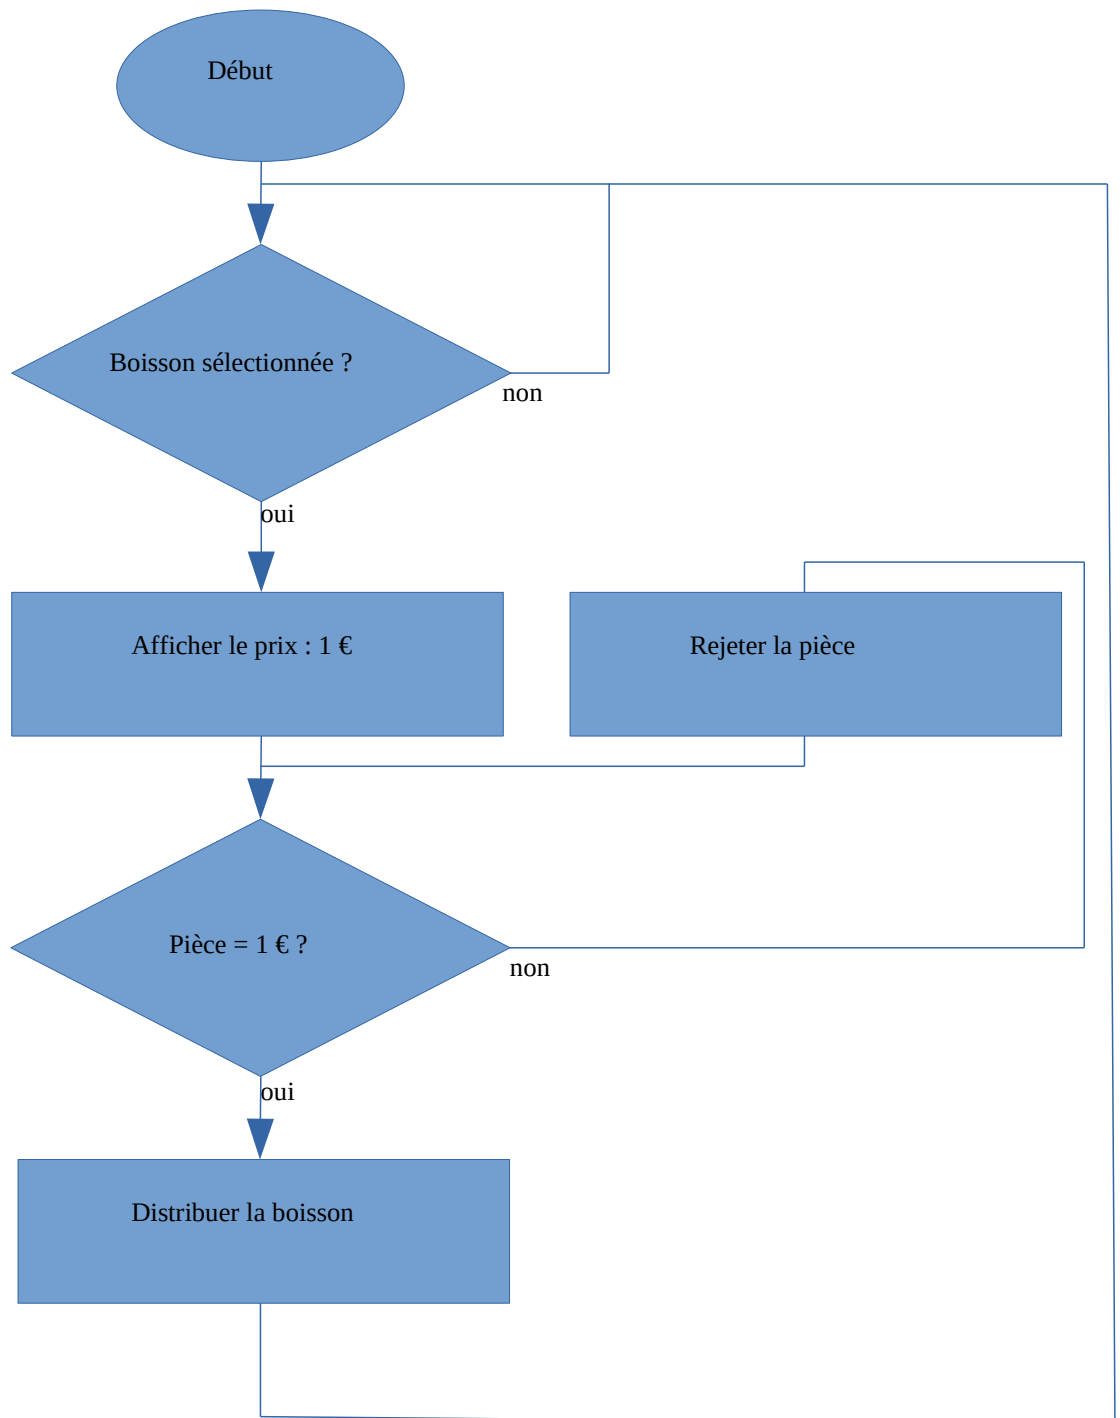 Début
Boisson sélectionnée ?
non
oui
Afficher le prix : 1 €
Rejeter la pièce
Pièce = 1 € ?
non
oui
Distribuer la boisson